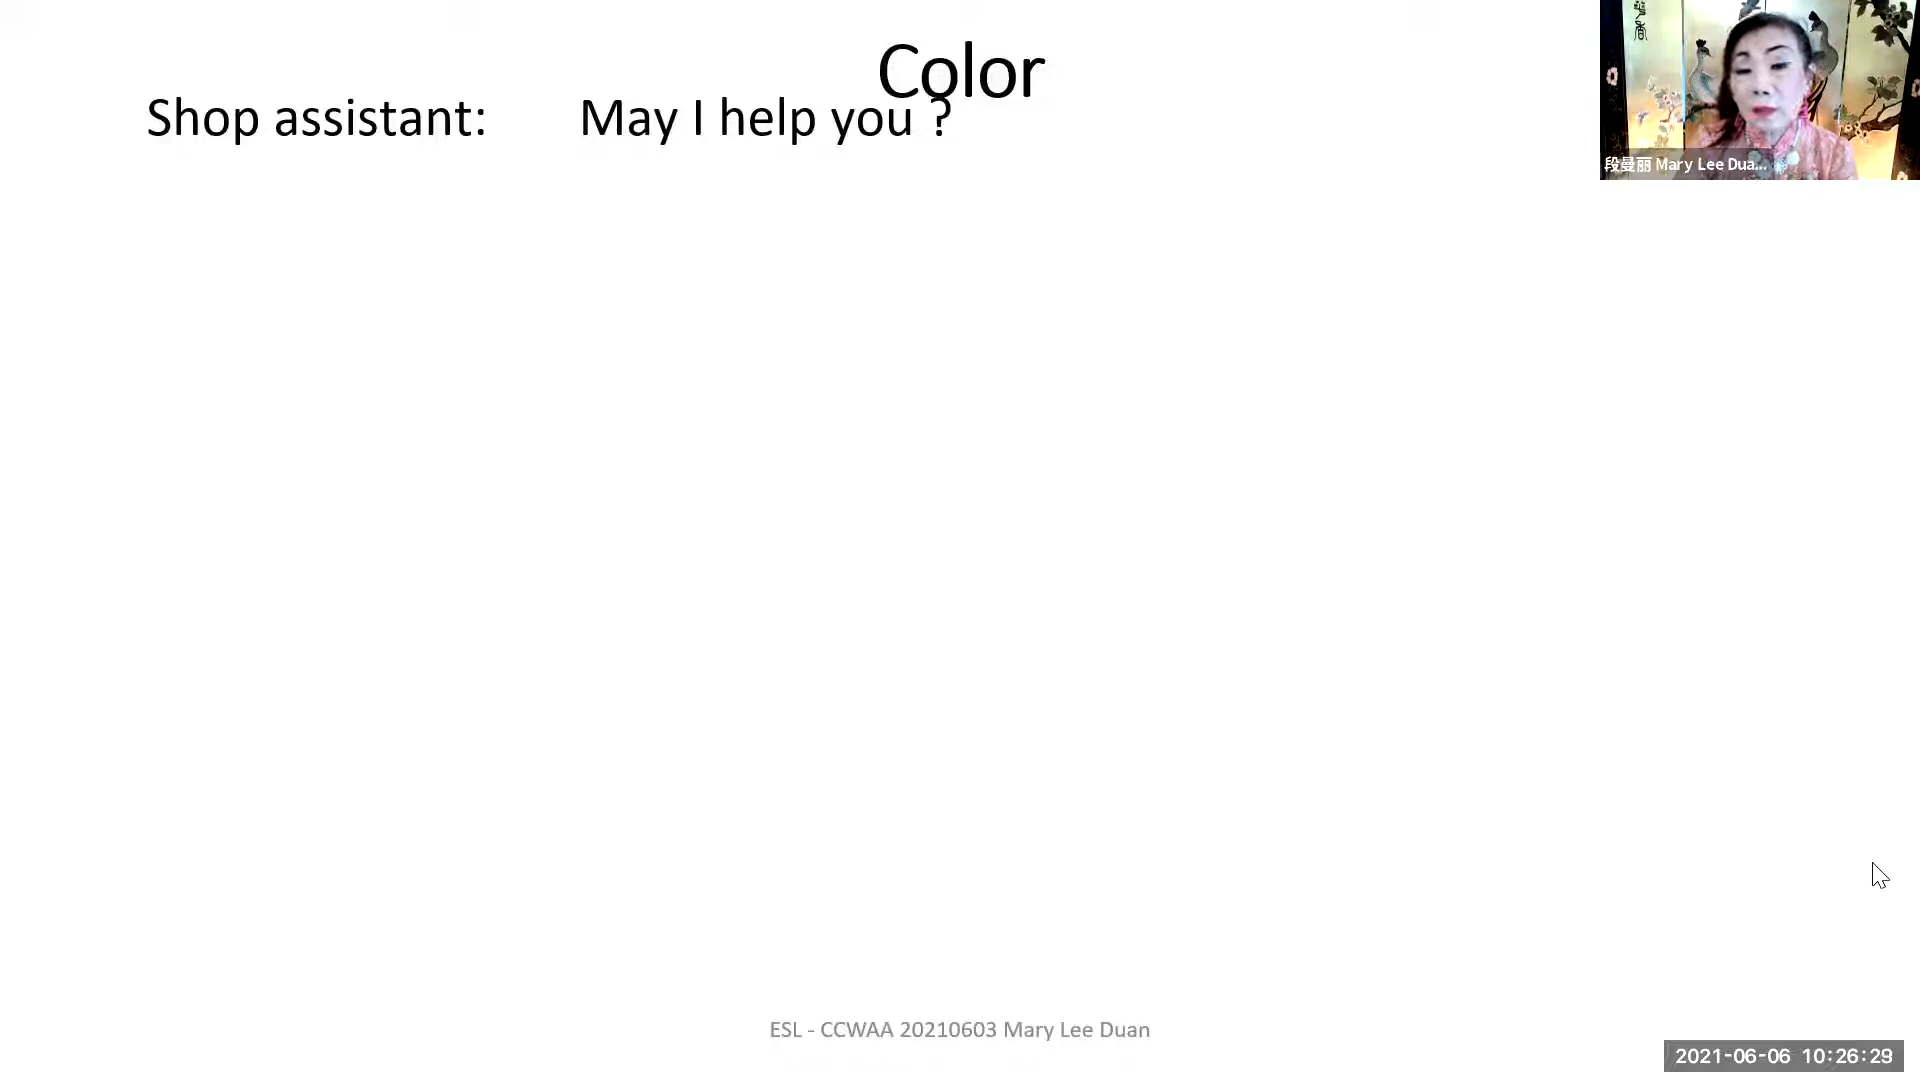 Color
Shop assistant: May I help you ?
段曼丽 Mary Lee Dua...
ESL - CCWAA 20210603 Mary Lee Duan
2021-06-06 10:26:29